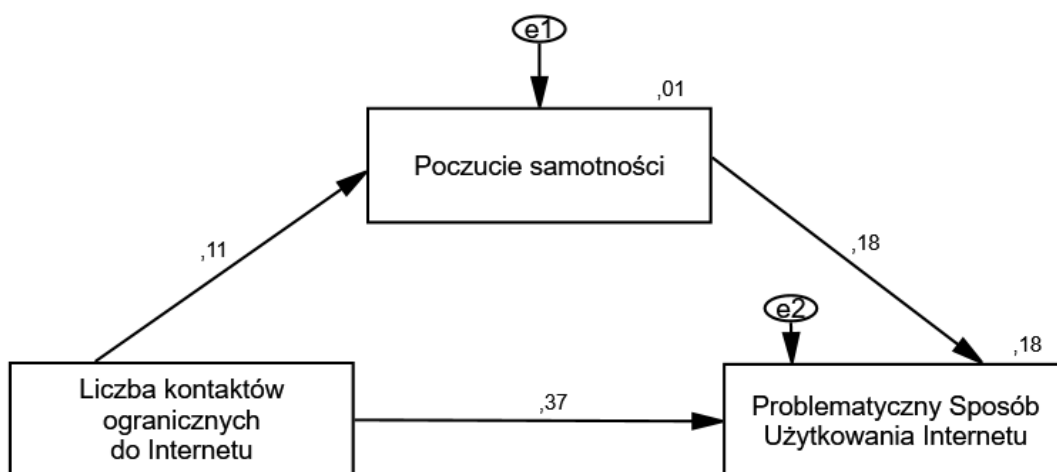 e1
,01
Poczucie samotności
,11
,18
e2
,18
Liczba kontaktów
ogranicznych
do Internetu
,37
Problematyczny Sposób
Użytkowania Internetu